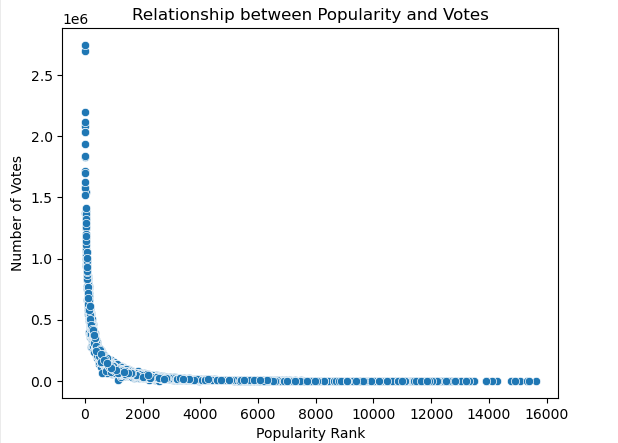 Relationship between Popularity and Votes
1e6
2.5
2.0
1.5
1.0
0.5
0.0
Number of Votes
0 2000 4000 6000 8000 10000 12000 14000 16000
Popularity Rank